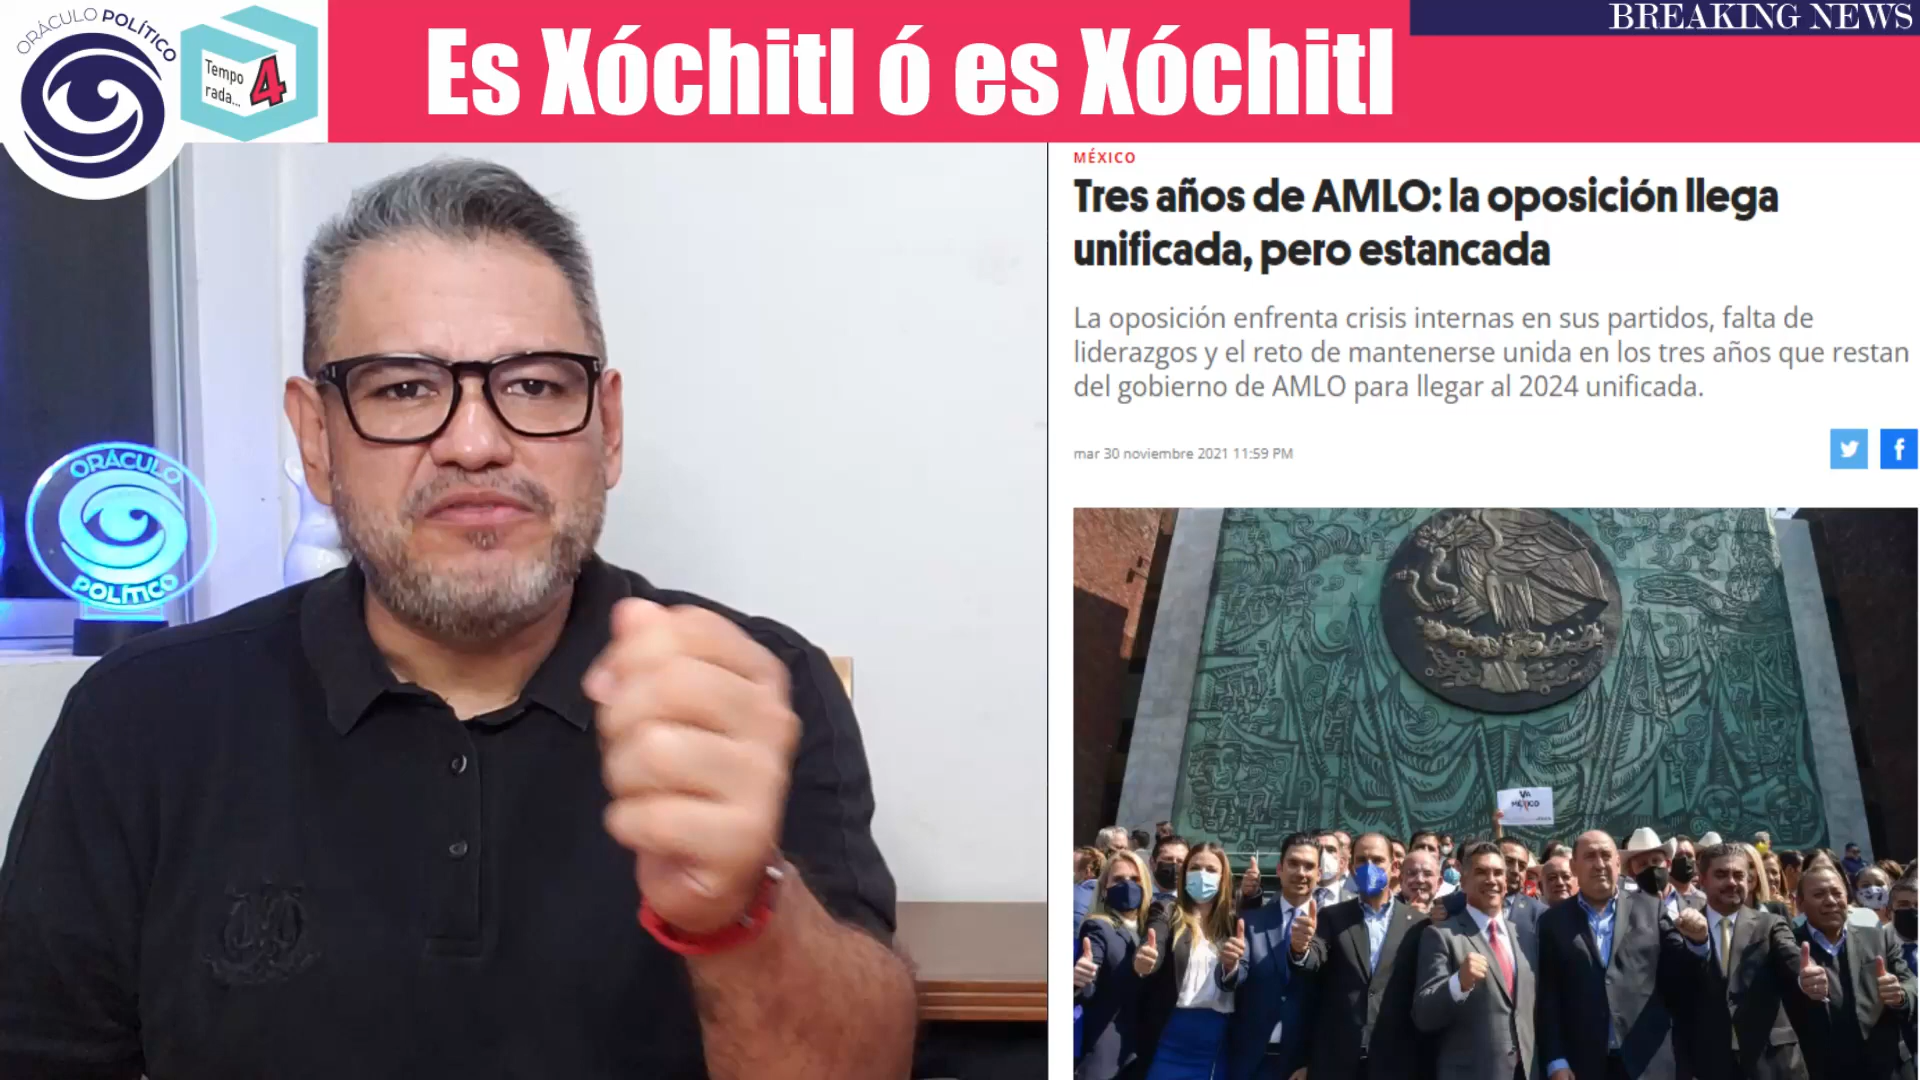 ORÁCULO POLÍTICO
Tempo
rada...
4
Es Xóchitl ó es Xóchitl
BREAKING NEWS
MÉXICO
Tres años de AMLO: la oposición llega
unificada, pero estancada
La oposición enfrenta crisis internas en sus partidos, falta de
liderazgos y el reto de mantenerse unida en los tres años que restan
del gobierno de AMLO para llegar al 2024 unificada.
mar 30 noviembre 2021 11:59 PM
ORÁCULO
POLÍTICO
VA
MÉXICO